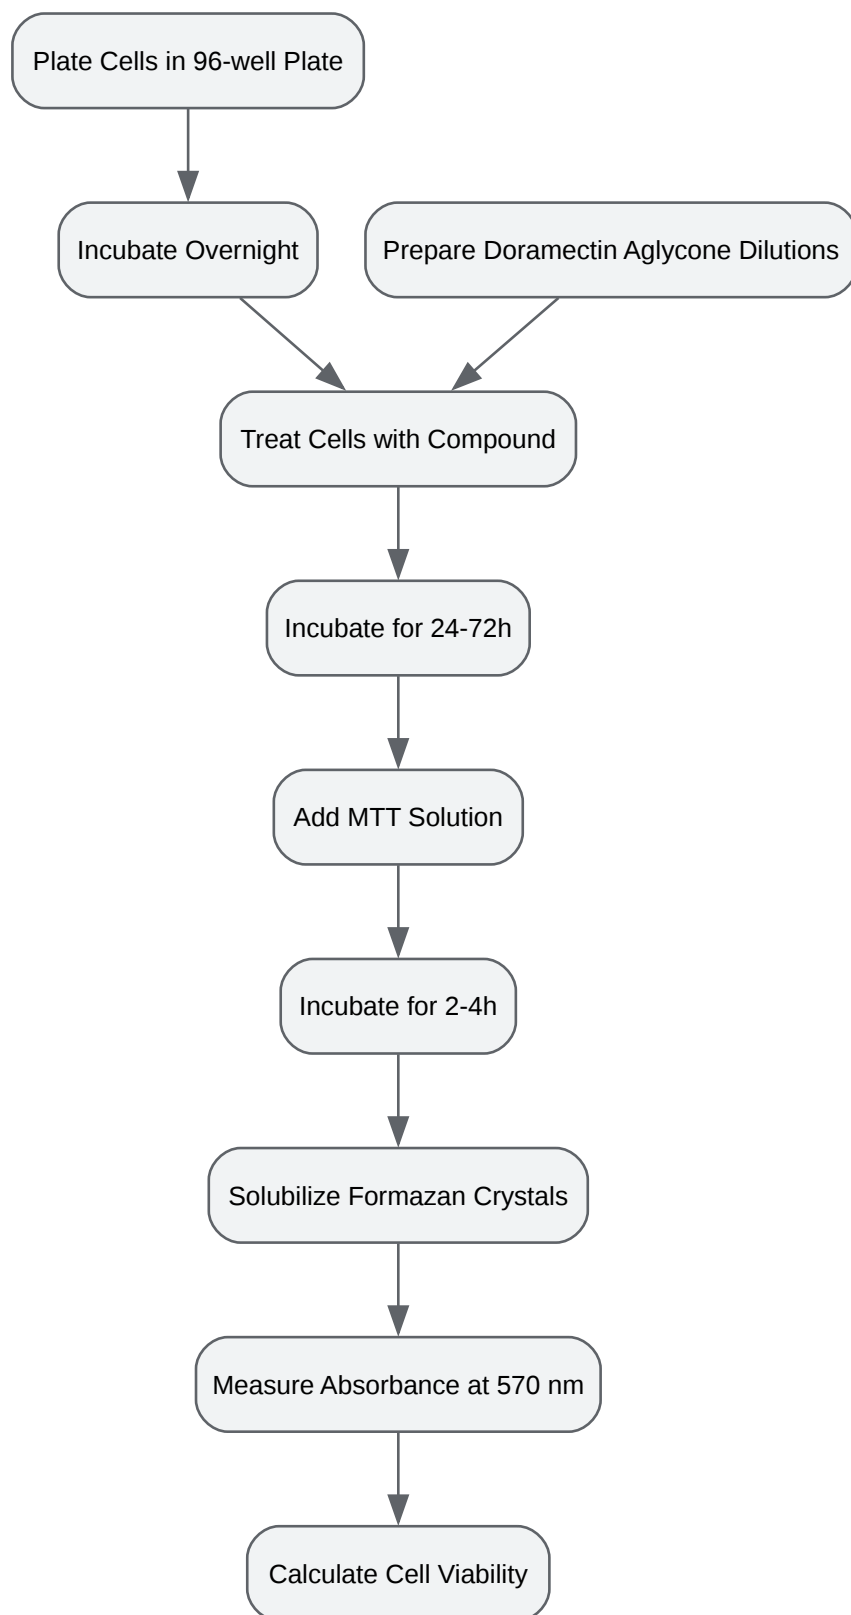 Plate Cells in 96-well Plate
Incubate Overnight
Prepare Doramectin Aglycone Dilutions
Treat Cells with Compound
Incubate for 24-72h
Add MTT Solution
Incubate for 2-4h
Solubilize Formazan Crystals
Measure Absorbance at 570 nm
Calculate Cell Viability